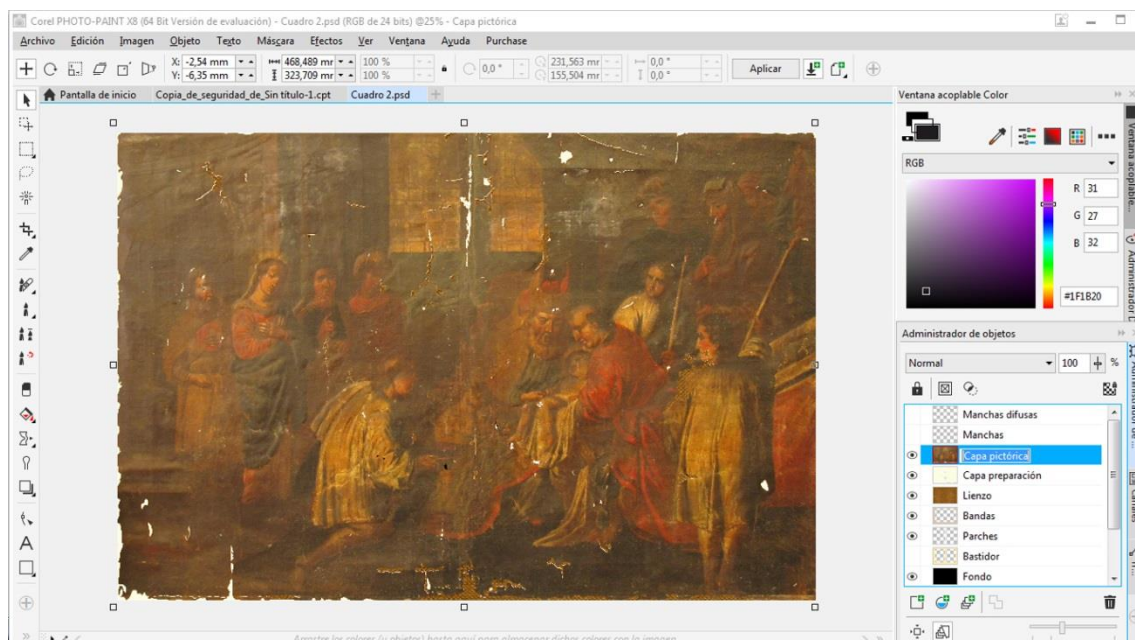 Corel PHOTO-PAINT X8 (64 Bit Versión de evaluación) - Cuadro 2.psd (RGB de 24 bits) @25% - Capa pictórica
Archivo Edición Imagen Objeto Texto Máscara Efectos Ver Ventana Ayuda Purchase
X: -2,54 mm 468,489 mr 100 % 0,0 ° 231,563 mr 0,0 ° Aplicar
Y: -6,35 mm 323,709 mr 100 % 155,504 mr 0,0 °
Pantalla de inicio Copia_de_seguridad_de_Sin título-1.cpt Cuadro 2.psd
Ventana acoplable Color
Ventana acoplable...
RGB
R 31
G 27
B 32
#1F1B20
Administrador de objetos
Normal 100 %
Manchas difusas
Manchas
Capa pictórica
Capa preparación
Lienzo
Bandas
Parches
Bastidor
Fondo
Arrastre los colores (u objetos) hasta aquí para almacenar dichos colores con la imagen